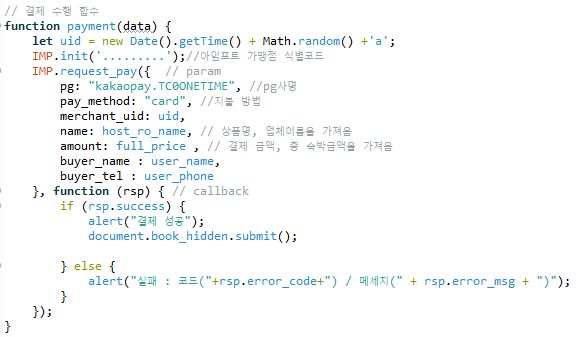 // 결제 수행 함수
function payment(data) {
    let uid = new Date().getTime() + Math.random() +'a';
    IMP.init('.........');//아임포트 가맹점 식별코드
    IMP.request_pay({  // param
        pg: "kakaopay.TC0ONETIME", //pg사명
        pay_method: "card", //지불 방법
        merchant_uid: uid,
        name: host_ro_name, // 상품명, 업체이름을 가져옴
        amount: full_price , // 결제 금액, 총 숙박금액을 가져옴
        buyer_name : user_name,
        buyer_tel : user_phone
    }, function (rsp) { // callback
        if (rsp.success) {
            alert("결제 성공");
            document.book_hidden.submit();
        } else {
            alert("실패 : 코드("+rsp.error_code+") / 메세지(" + rsp.error_msg + ")");
        }
    });
}